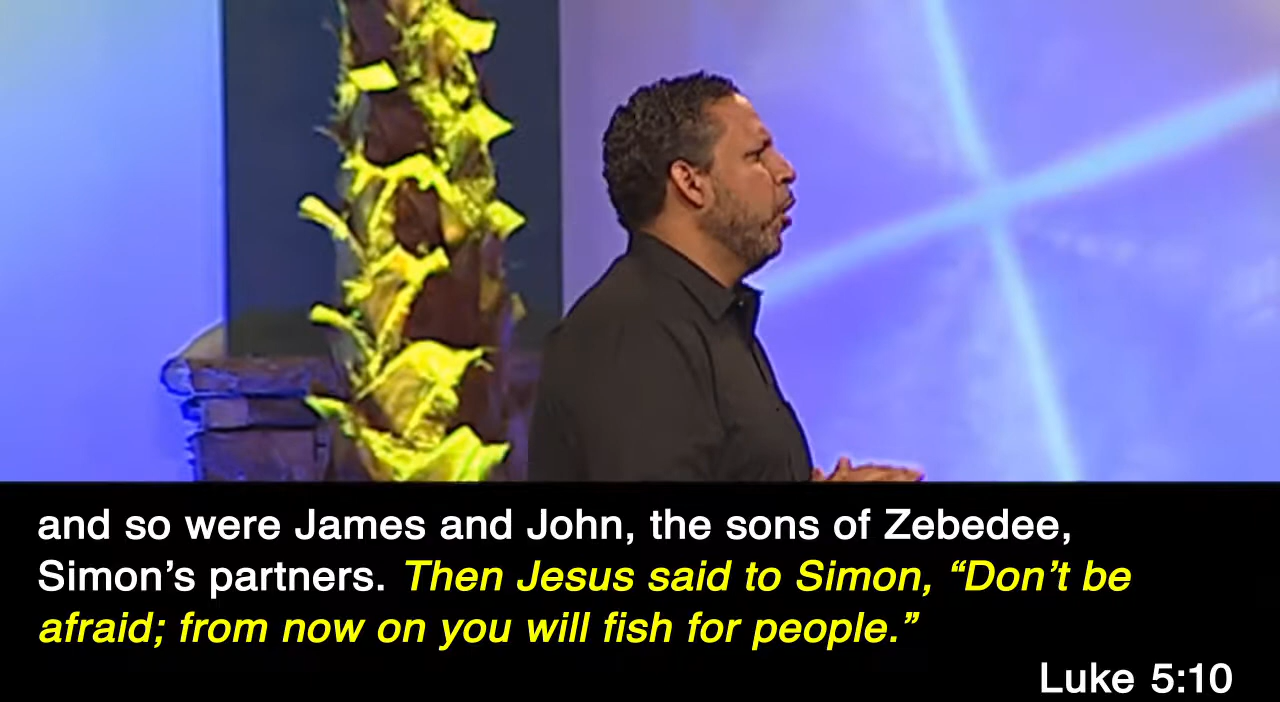 and so were James and John, the sons of Zebedee,
Simon’s partners. Then Jesus said to Simon, “Don’t be
afraid; from now on you will fish for people.”
Luke 5:10